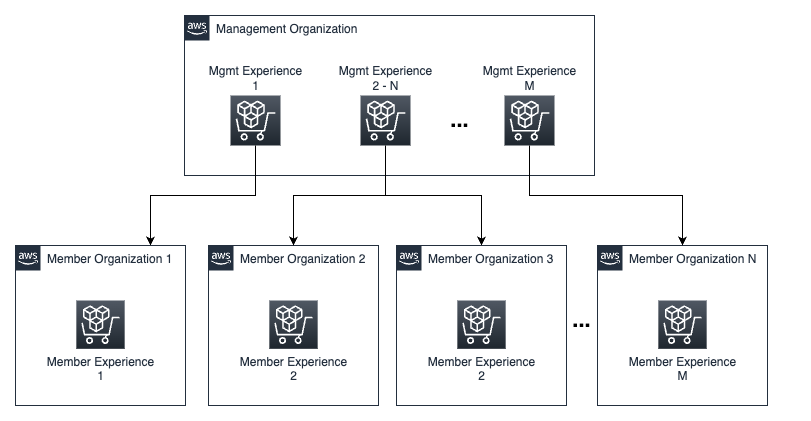 aws Management Organization
Mgmt Experience
1
Mgmt Experience
2 - N
Mgmt Experience
M
...
aws Member Organization 1
Member Experience
1
aws Member Organization 2
Member Experience
2
aws Member Organization 3
Member Experience
2
...
aws Member Organization N
Member Experience
M